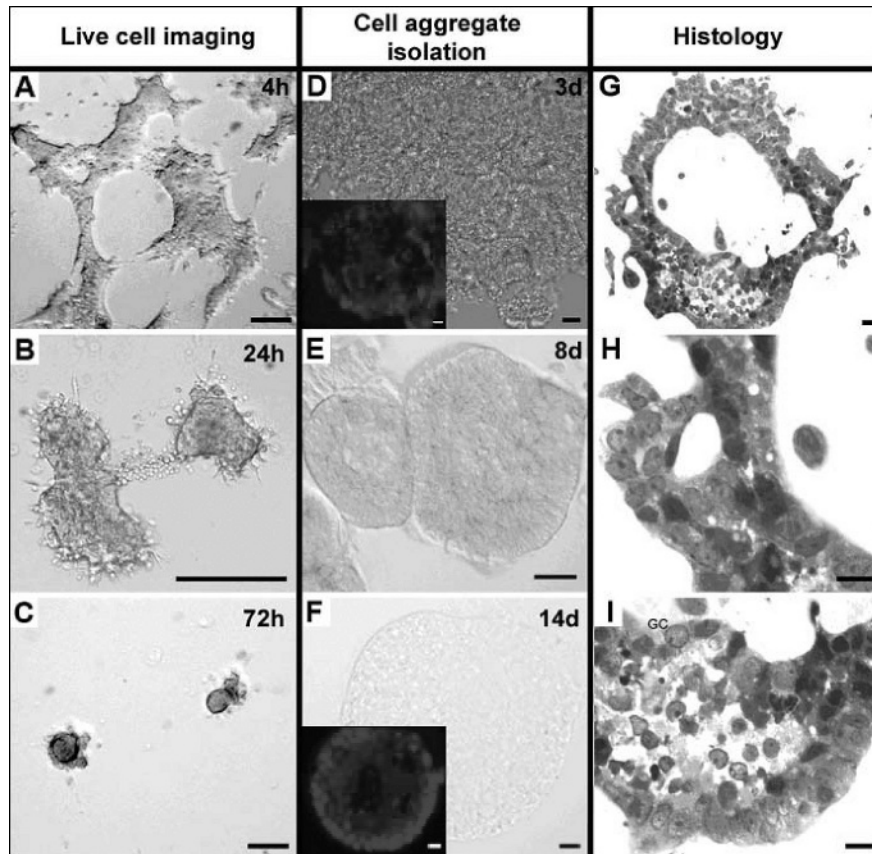 Live cell imaging
Cell aggregate
isolation
Histology
A
4h
D
3d
G
B
24h
E
8d
H
C
72h
F
14d
I
GC